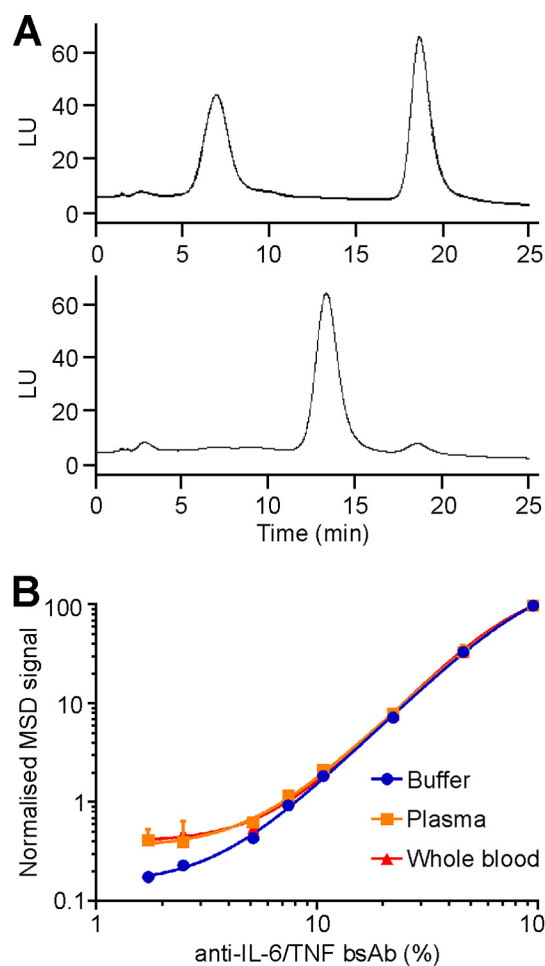 A
LU
60
40
20
0
0 5 10 15 20 25
LU
60
40
20
0
0 5 10 15 20 25
Time (min)
B
Normalised MSD signal
100
10
1
0.1
Buffer
Plasma
Whole blood
1 10 10
anti-IL-6/TNF bsAb (%)